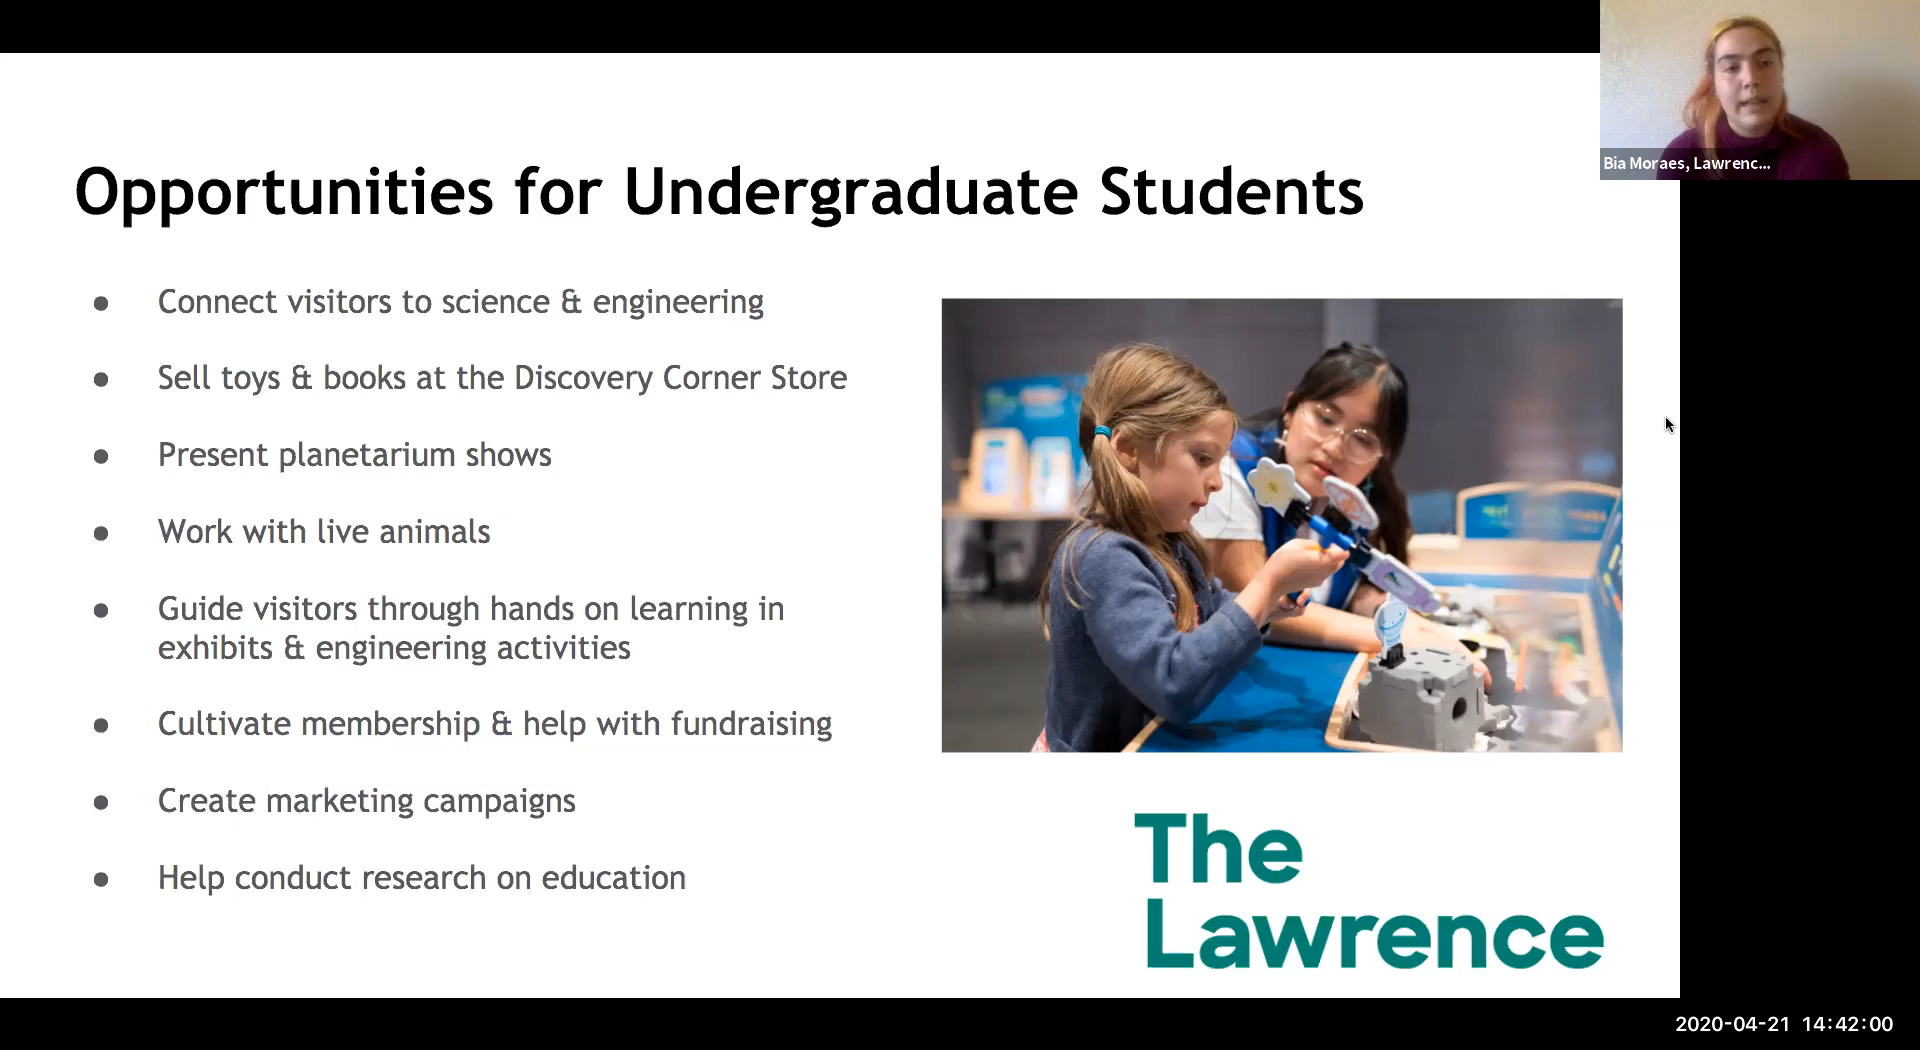 Bia Moraes, Lawrenc...
Opportunities for Undergraduate Students
● Connect visitors to science & engineering
● Sell toys & books at the Discovery Corner Store
● Present planetarium shows
● Work with live animals
● Guide visitors through hands on learning in
exhibits & engineering activities
● Cultivate membership & help with fundraising
● Create marketing campaigns
● Help conduct research on education
The
Lawrence
2020-04-21 14:42:00